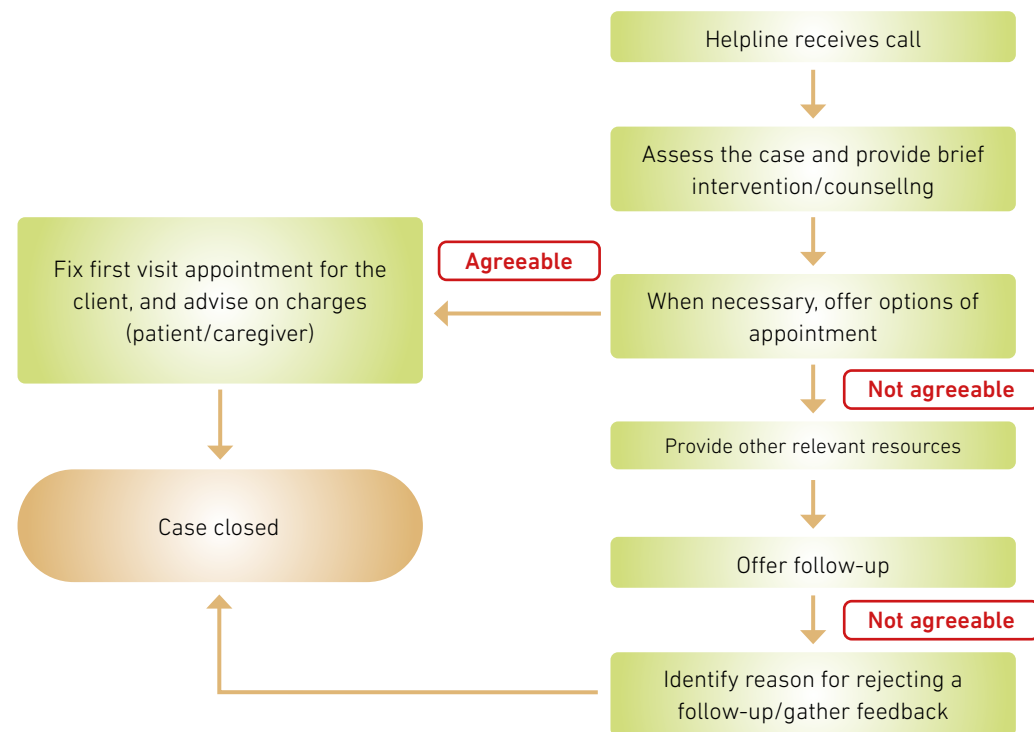 Helpline receives call
Assess the case and provide brief
intervention/counsellng
Agreeable
Fix first visit appointment for the
client, and advise on charges
(patient/caregiver)
When necessary, offer options of
appointment
Not agreeable
Provide other relevant resources
Case closed
Offer follow-up
Not agreeable
Identify reason for rejecting a
follow-up/gather feedback